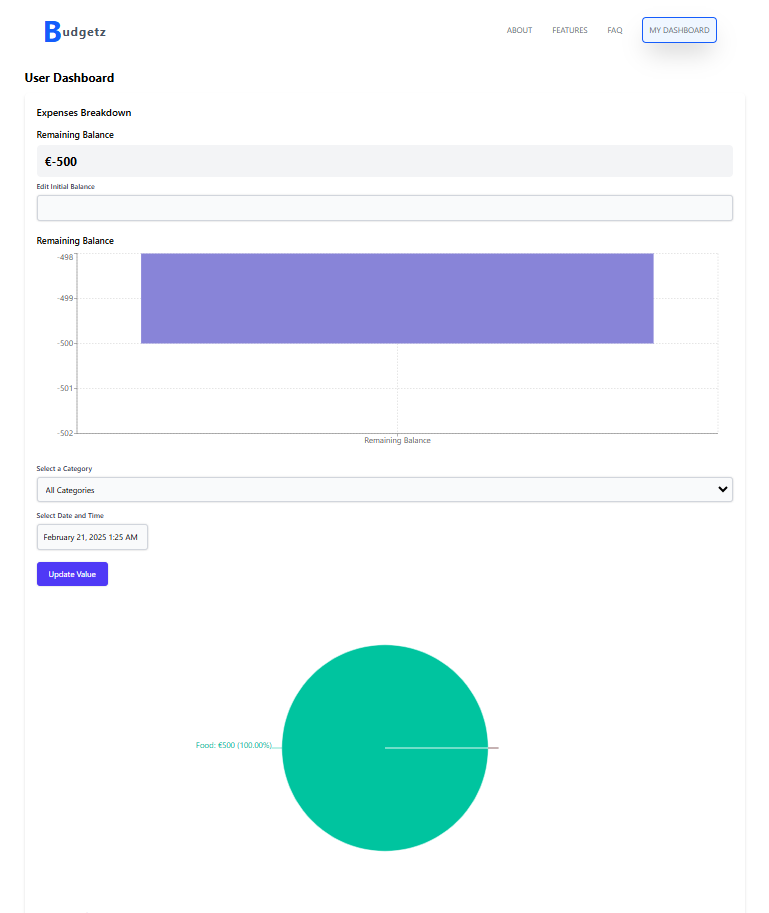 Budgetz
ABOUT FEATURES FAQ MY DASHBOARD
User Dashboard
Expenses Breakdown
Remaining Balance
€-500
Edit Initial Balance
Remaining Balance
-498
-499
-500
-501
-502
Remaining Balance
Select a Category
All Categories
Select Date and Time
February 21, 2025 1:25 AM
Update Value
Food: €500 (100.00%)